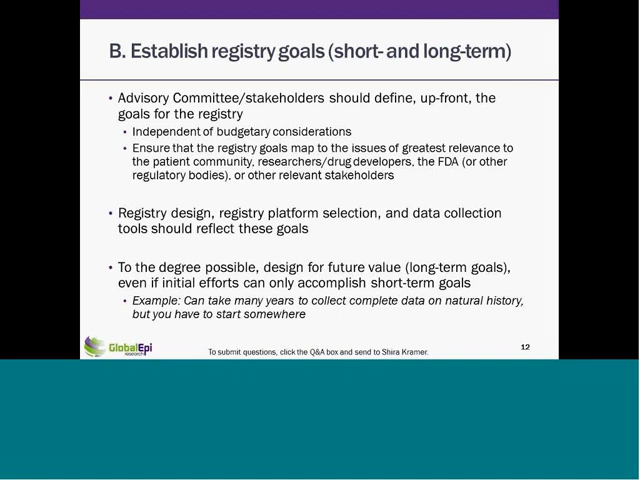 B. Establish registry goals (short- and long-term)
• Advisory Committee/stakeholders should define, up-front, the
goals for the registry
• Independent of budgetary considerations
• Ensure that the registry goals map to the issues of greatest relevance to
the patient community, researchers/drug developers, the FDA (or other
regulatory bodies), or other relevant stakeholders
• Registry design, registry platform selection, and data collection
tools should reflect these goals
• To the degree possible, design for future value (long-term goals),
even if initial efforts can only accomplish short-term goals
• Example: Can take many years to collect complete data on natural history,
but you have to start somewhere
GlobalEpi
research
To submit questions, click the Q&A box and send to Shira Kramer.
12